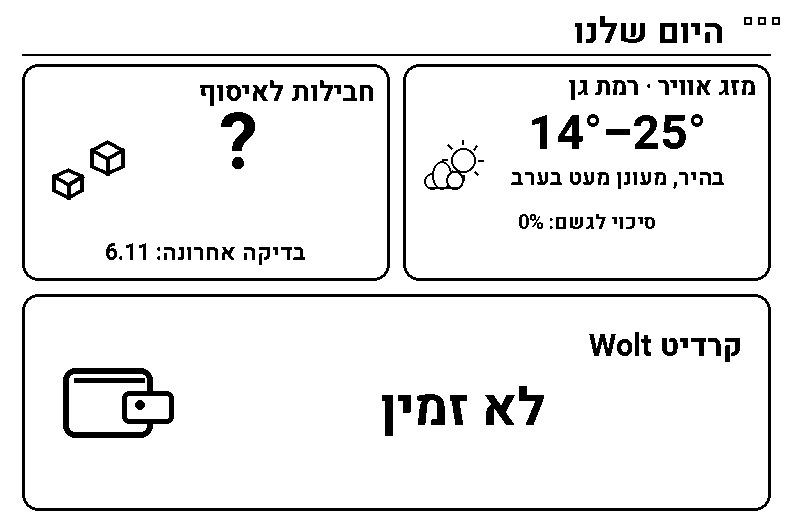 היום שלנו
מזג אוויר · רמת גן
14°–25°
בהיר, מעונן מעט בערב
סיכוי לגשם: 0%
חבילות לאיסוף
?
בדיקה אחרונה: 6.11
קרדיט Wolt
לא זמין